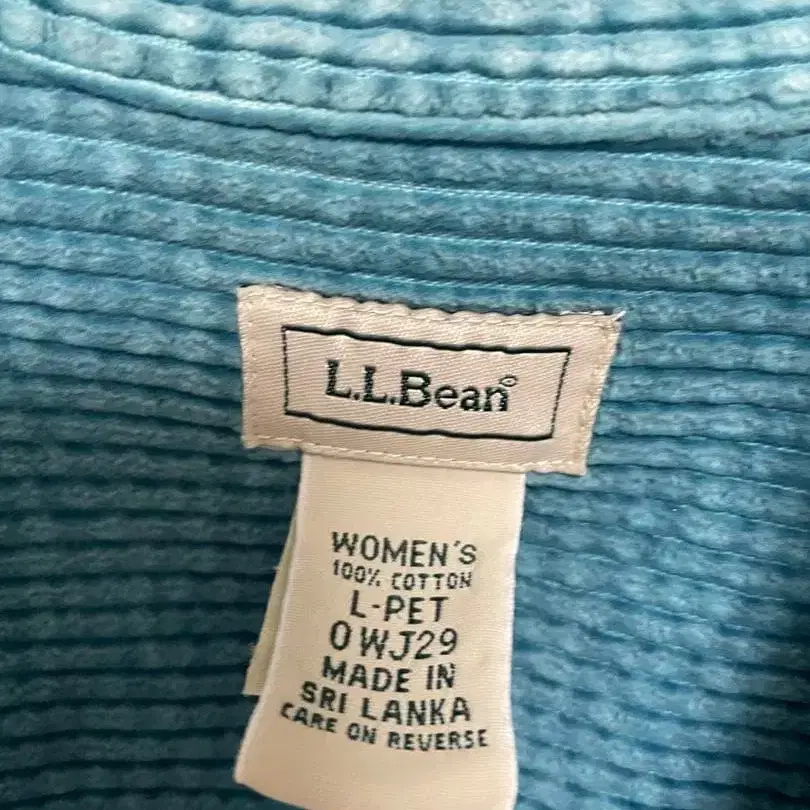 L.L.Bean®
WOMEN'S
100% COTTON
L-PET
0WJ29
MADE IN
SRI LANKA
CARE ON REVERSE